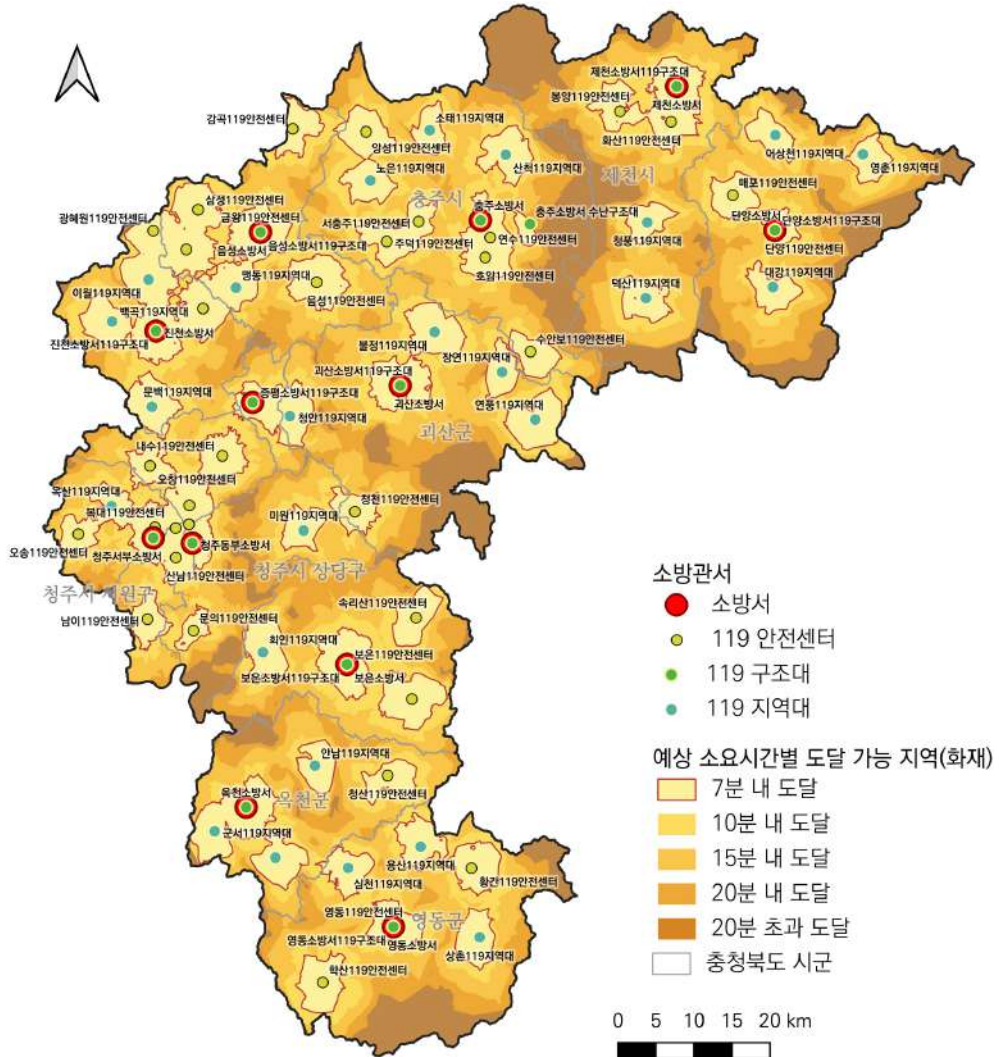 제천소방서119구조대
봉양119안전센터
제천소방서
화산119안전센터
소태119지역대
감곡119안전센터
앙성119안전센터
노은119지역대
산척119지역대
어상천119지역대
영춘119지역대
제천시
매포119안전센터
충주시
삼성119안전센터
금왕119안전센터
광혜원119안전센터
서충주119안전센터
충주소방서
충주소방서 수난구조대
단양소방서
단양소방서119구조대
음성소방서
음성소방서119구조대
주덕119안전센터
연수119안전센터
청풍119지역대
단양119안전센터
호암119안전센터
맹동119지역대
대강119지역대
이월119지역대
음성119안전센터
덕산119지역대
백곡119지역대
진천소방서
진천소방서119구조대
불정119지역대
수안보119안전센터
장연119지역대
괴산소방서119구조대
문백119지역대
증평소방서119구조대
괴산소방서
연풍119지역대
청안119지역대
괴산군
내수119안전센터
오창119안전센터
옥산119지역대
청천119안전센터
복대119안전센터
미원119지역대
오송119안전센터
청주서부소방서
청주동부소방서
산남119안전센터
청주시 상당구
청주시 서원구
남이119안전센터
문의119안전센터
속리산119안전센터
회인119지역대
보은119안전센터
보은소방서119구조대
보은소방서
안남119지역대
옥천소방서
옥천군
청산119안전센터
군서119지역대
용산119지역대
심천119지역대
황간119안전센터
영동119안전센터
영동군
영동소방서119구조대
영동소방서
상촌119지역대
학산119안전센터
소방관서
소방서
119 안전센터
119 구조대
119 지역대
예상 소요시간별 도달 가능 지역(화재)
7분 내 도달
10분 내 도달
15분 내 도달
20분 내 도달
20분 초과 도달
충청북도 시군
0 5 10 15 20 km